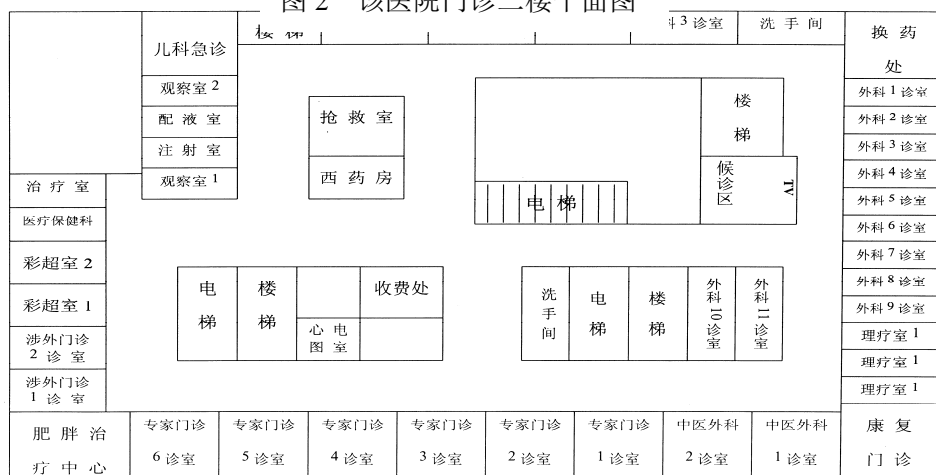 图 2 该医院门诊二楼平面图
楼 梯
科 3 诊室
洗 手 间
换 药
处
儿科急诊
观察室 2
配 液 室
注 射 室
观察室 1
抢 救 室
西 药 房
楼
梯
候诊区
TV
电 梯
外科 1 诊室
外科 2 诊室
外科 3 诊室
外科 4 诊室
外科 5 诊室
外科 6 诊室
外科 7 诊室
外科 8 诊室
外科 9 诊室
理疗室 1
理疗室 1
理疗室 1
治 疗 室
医疗保健科
彩超室 2
彩超室 1
涉外门诊
2 诊 室
涉外门诊
1 诊 室
电
梯
楼
梯
收费处
心 电
图 室
洗手间
电
梯
楼
梯
外科 10 诊室
外科 11 诊室
肥 胖 治
疗 中 心
专家门诊
6 诊室
专家门诊
5 诊室
专家门诊
4 诊室
专家门诊
3 诊室
专家门诊
2 诊室
专家门诊
1 诊室
中医外科
2 诊室
中医外科
1 诊室
康 复
门 诊